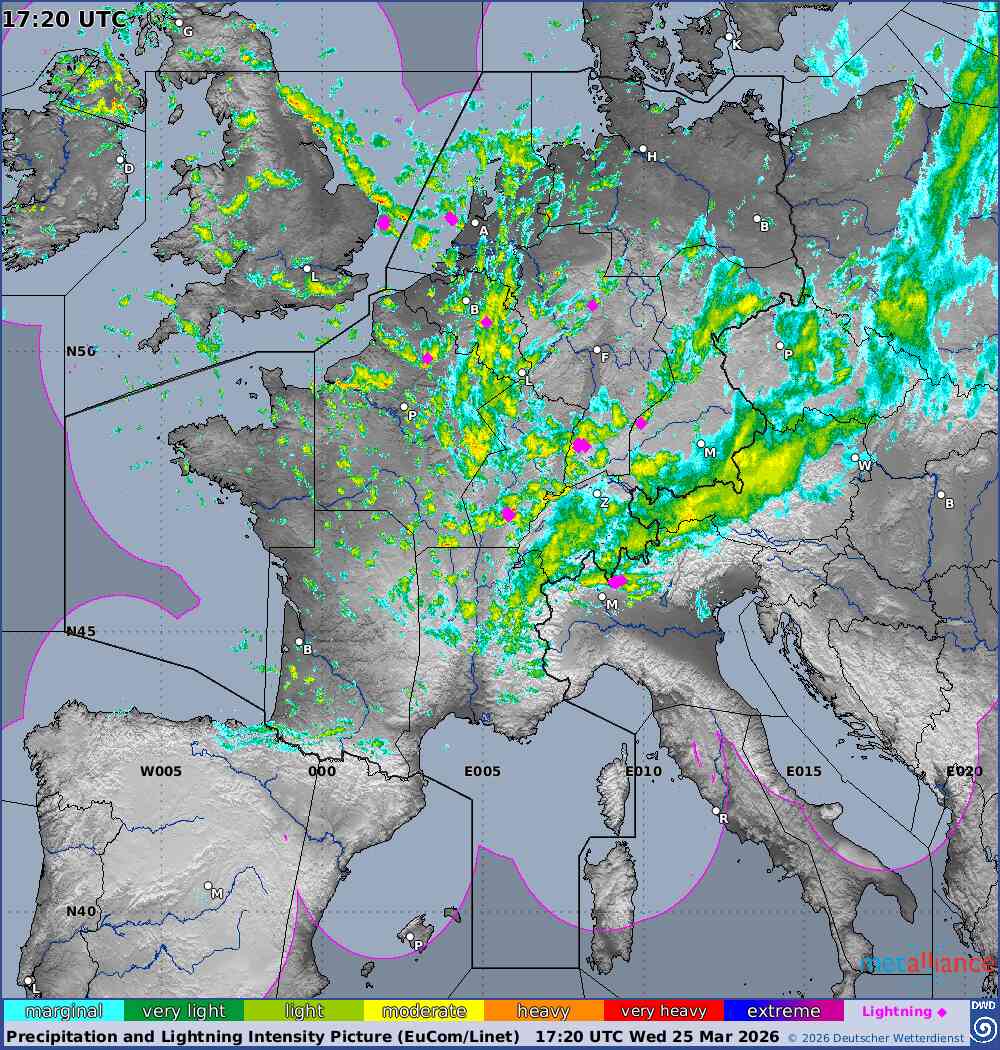 17:20 UTC
G
K
D
H
A
B
L
B
N50
F
P
L
P
M
W
Z
B
M
N45
B
W005
000
E005
E010
E015
E020
R
M
N40
P
L
metalliance
marginal very light light moderate heavy very heavy extreme Lightning
DWD
Precipitation and Lightning Intensity Picture (EuCom/Linet) 17:20 UTC Wed 25 Mar 2026 © 2026 Deutscher Wetterdienst